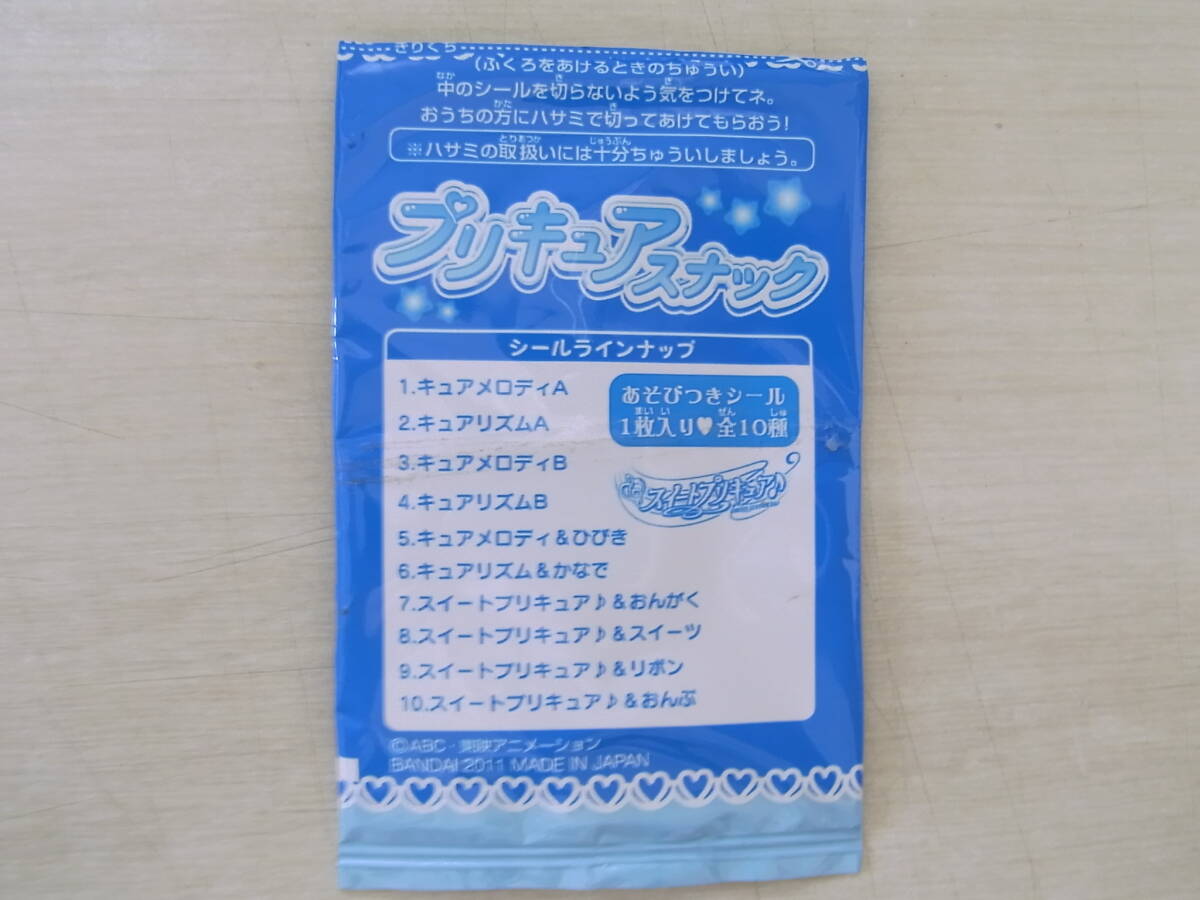 きりくち
(ふくろをあけるときのちゅうい)
中のシールを切らないよう気をつけてネ。
おうちの方にハサミで切ってあけてもらおう!
※ハサミの取扱いには十分ちゅういしましょう。
プリキュアスナック
シールラインナップ
1.キュアメロディA
2.キュアリズムA
3.キュアメロディB
4.キュアリズムB
5.キュアメロディ&ひびき
6.キュアリズム&かなで
7.スイートプリキュア♪&おんがく
8.スイートプリキュア♪&スイーツ
9.スイートプリキュア♪&リボン
10.スイートプリキュア♪&おんぷ
あそびつきシール
1枚入り♥全10種
スイートプリキュア♪
©ABC・東映アニメーション
BANDAI 2011 MADE IN JAPAN